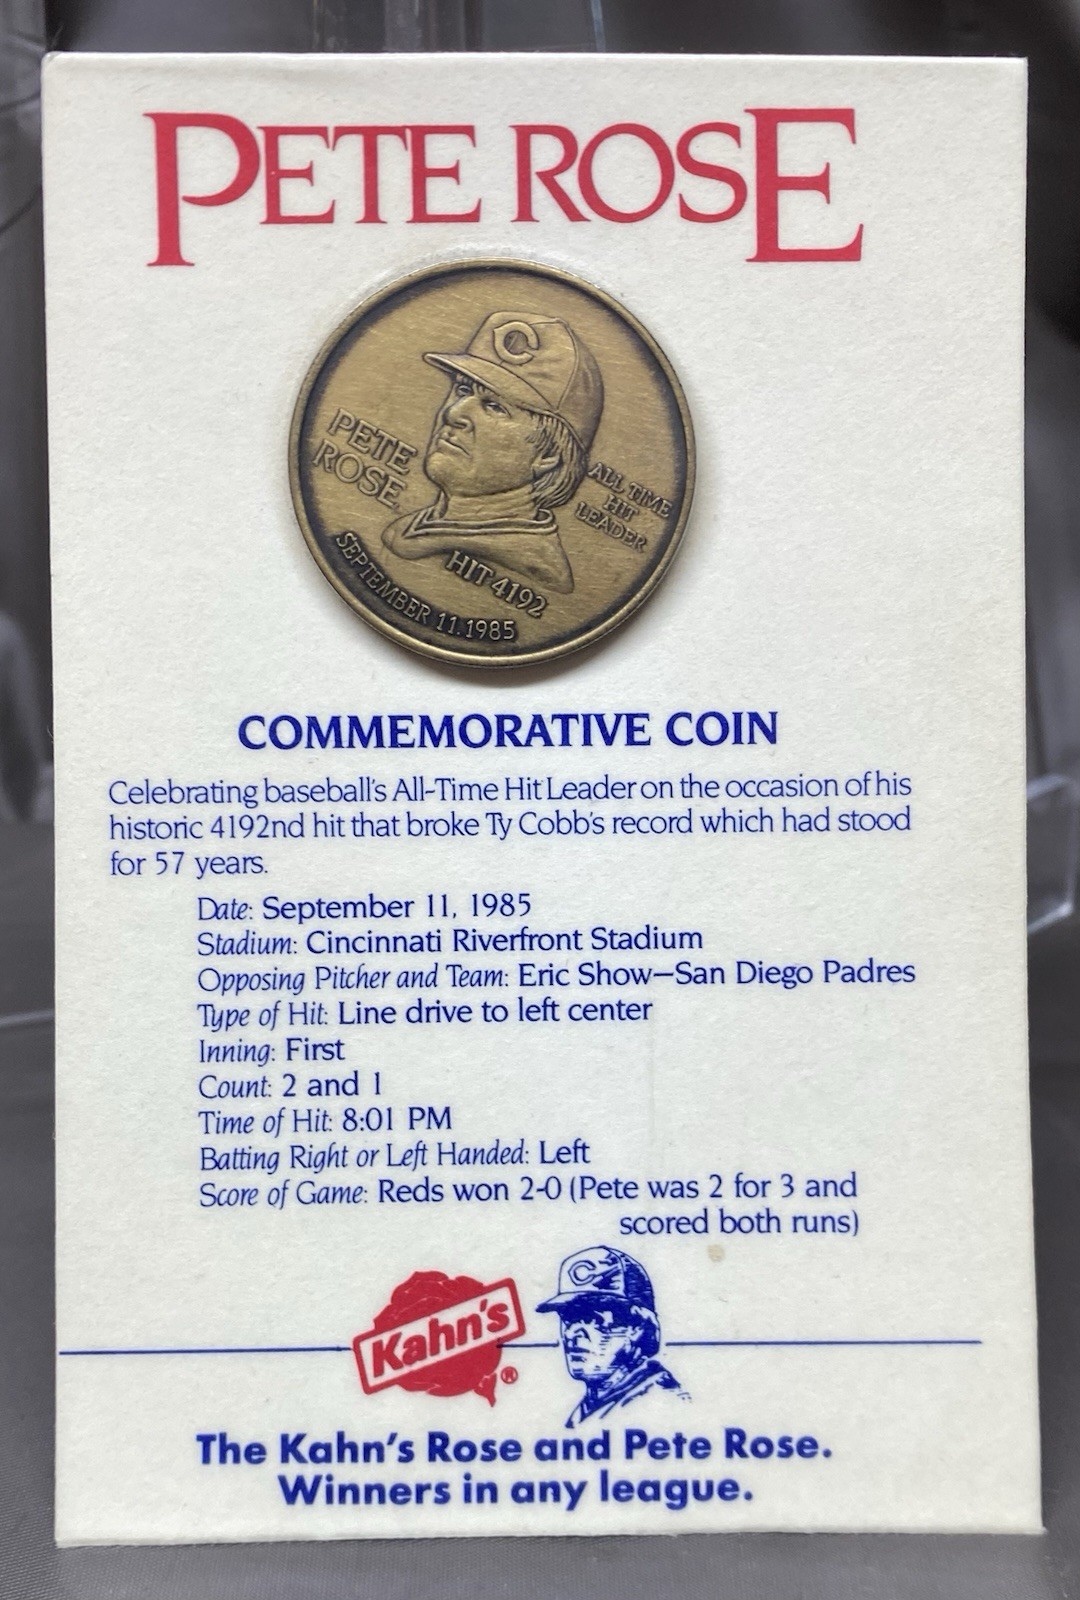 PETE ROSE
C
PETE
ROSE
ALL TIME
HIT
LEADER
HIT 4192
SEPTEMBER 11.1985
COMMEMORATIVE COIN
Celebrating baseball's All-Time Hit Leader on the occasion of his
historic 4192nd hit that broke Ty Cobb's record which had stood
for 57 years.
Date: September 11, 1985
Stadium: Cincinnati Riverfront Stadium
Opposing Pitcher and Team: Eric Show—San Diego Padres
Type of Hit: Line drive to left center
Inning: First
Count: 2 and 1
Time of Hit: 8:01 PM
Batting Right or Left Handed: Left
Score of Game: Reds won 2-0 (Pete was 2 for 3 and
scored both runs)
C
Kahn's®
The Kahn's Rose and Pete Rose.
Winners in any league.